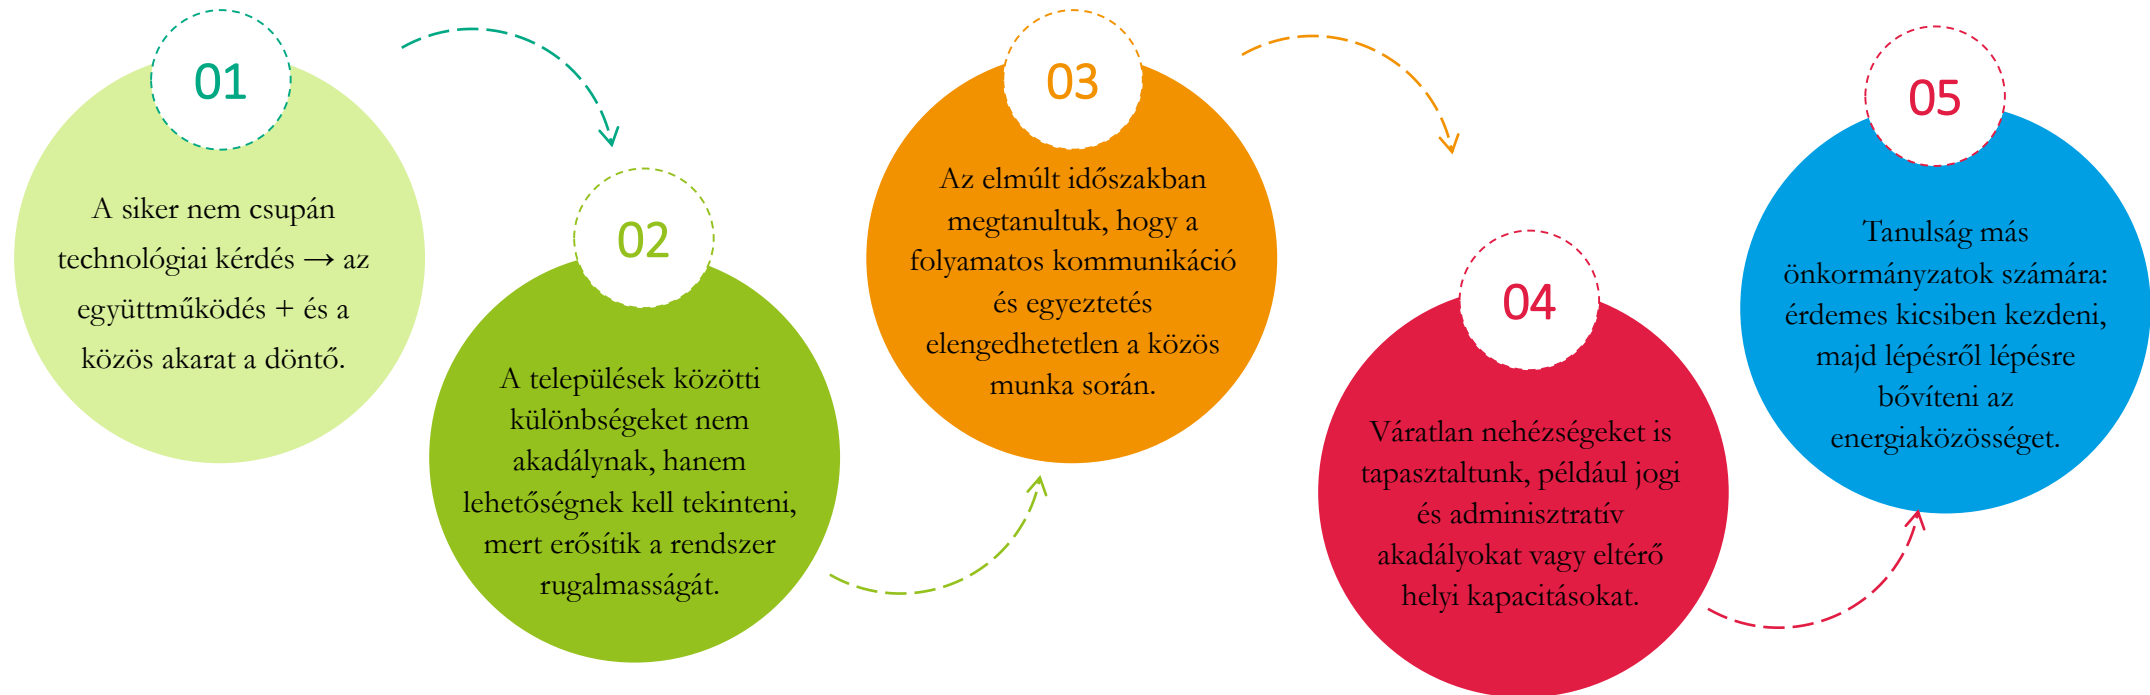 01
A siker nem csupán
technológiai kérdés → az
együttműködés + és a
közös akarat a döntő.
02
A települések közötti
különbségeket nem
akadálynak, hanem
lehetőségnek kell tekinteni,
mert erősítik a rendszer
rugalmasságát.
03
Az elmúlt időszakban
megtanultuk, hogy a
folyamatos kommunikáció
és egyeztetés
elengedhetetlen a közös
munka során.
04
Váratlan nehézségeket is
tapasztaltunk, például jogi
és adminisztratív
akadályokat vagy eltérő
helyi kapacitásokat.
05
Tanulság más
önkormányzatok számára:
érdemes kicsiben kezdeni,
majd lépésről lépésre
bővíteni az
energiaközösséget.